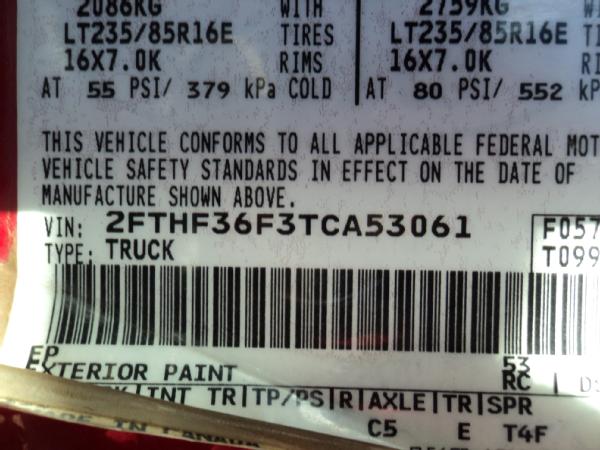 2086KG WITH 2759KG
LT235/85R16E TIRES LT235/85R16E
16X7.0K RIMS 16X7.0K
AT 55 PSI/ 379 kPa COLD AT 80 PSI/ 552
THIS VEHICLE CONFORMS TO ALL APPLICABLE FEDERAL MOT
VEHICLE SAFETY STANDARDS IN EFFECT ON THE DATE OF
MANUFACTURE SHOWN ABOVE.
VIN: 2FTHF36F3TCA53061 F057
TYPE: TRUCK T099
EP 53
EXTERIOR PAINT RC
INT TR|TP/PS|R|AXLE|TR|SPR
C5 E T4F
MADE IN CANADA